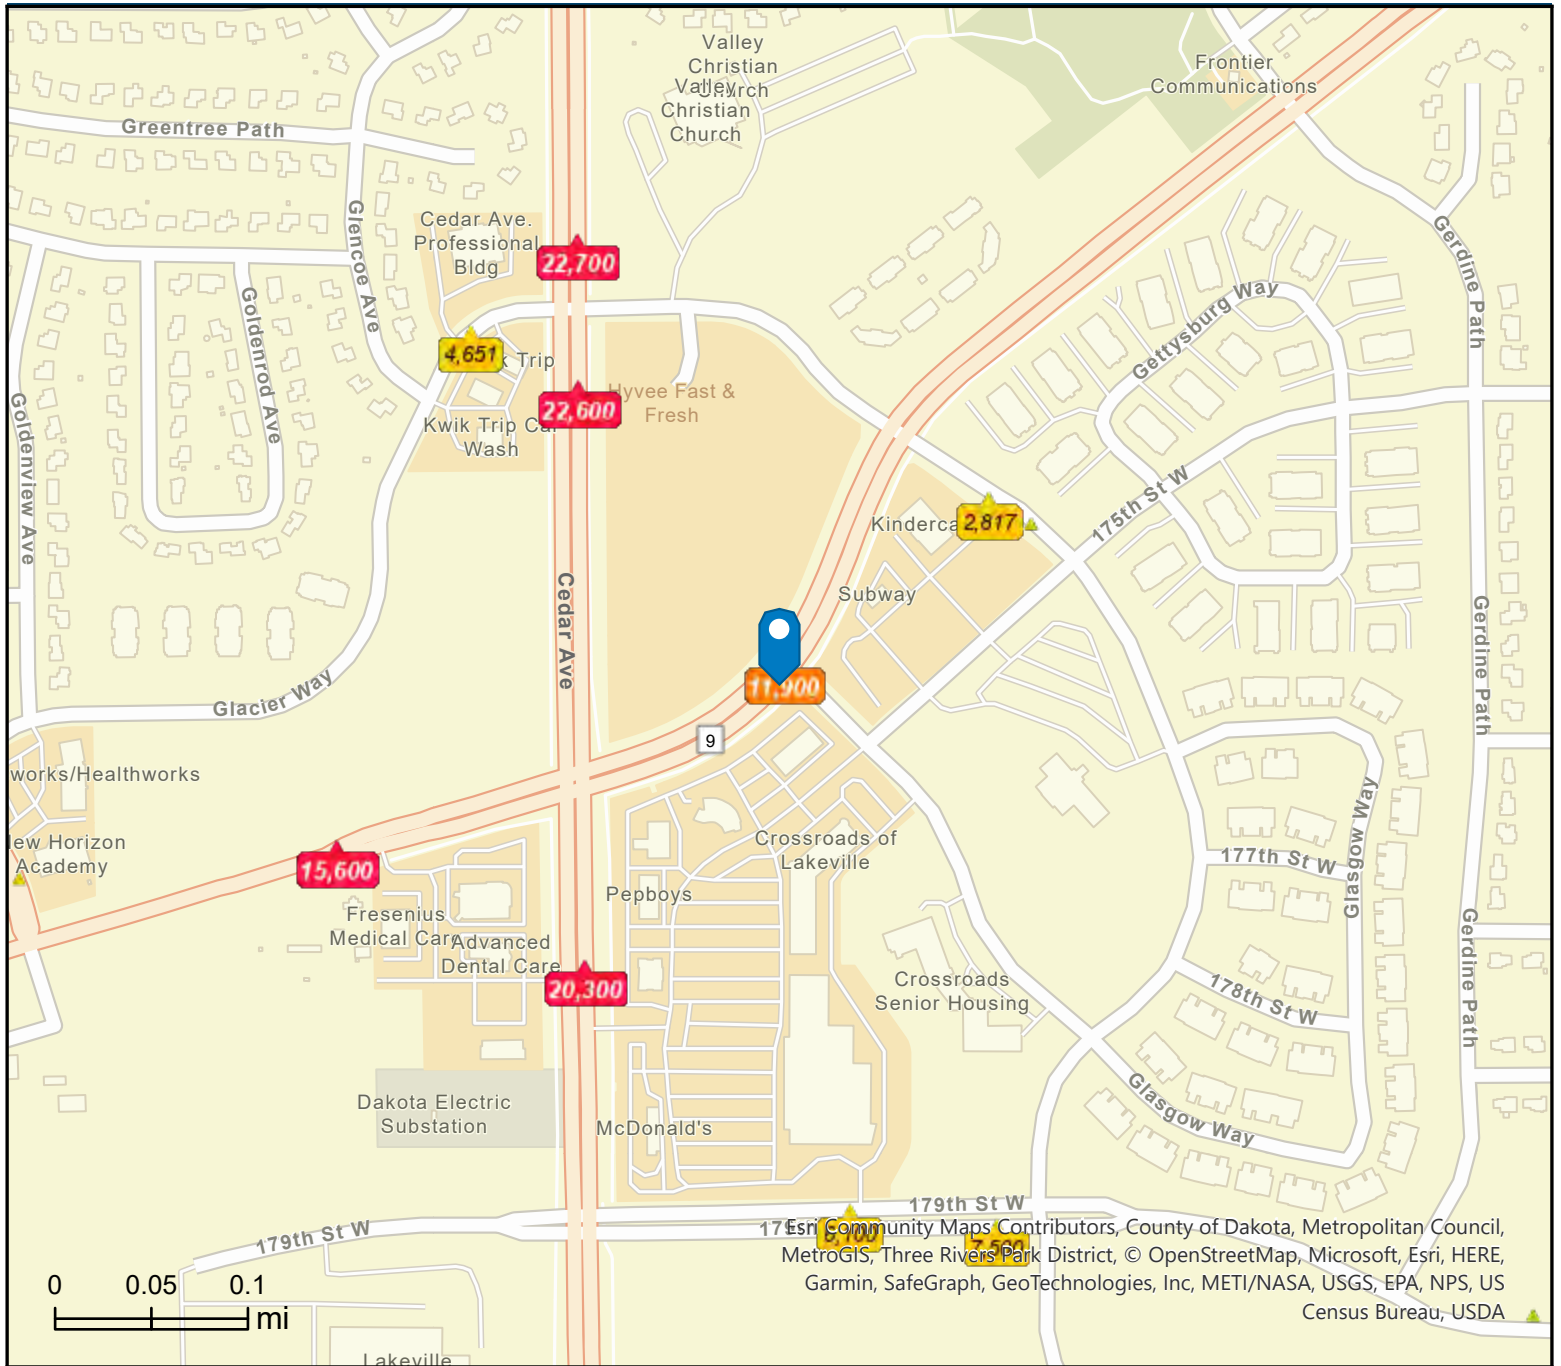 Valley
Christian
Church
Valley
Christian
Church
Frontier
Communications
Greentree Path
Glencoe Ave
Cedar Ave.
Professional
Bldg
22,700
Gerdine Path
Goldenrod Ave
Gettysburg Way
4,651
k Trip
22,600
Hyvee Fast &
Fresh
Goldenview Ave
Kwik Trip Ca
Wash
175th St W
Kinderca
2,817
Subway
Cedar Ave
Gerdine Path
11,900
Glacier Way
9
works/Healthworks
Glasgow Way
ew Horizon
Academy
Crossroads of
Lakeville
177th St W
15,600
Pepboys
Fresenius
Medical Care
Advanced
Dental Care
Gerdine Path
20,300
Crossroads
Senior Housing
178th St W
Dakota Electric
Substation
McDonald's
Glasgow Way
179th St W
179th St W
179
7,500
Esri Community Maps Contributors, County of Dakota, Metropolitan Council,
MetroGIS, Three Rivers Park District, © OpenStreetMap, Microsoft, Esri, HERE,
Garmin, SafeGraph, GeoTechnologies, Inc, METI/NASA, USGS, EPA, NPS, US
Census Bureau, USDA
0 0.05 0.1
mi
Lakeville